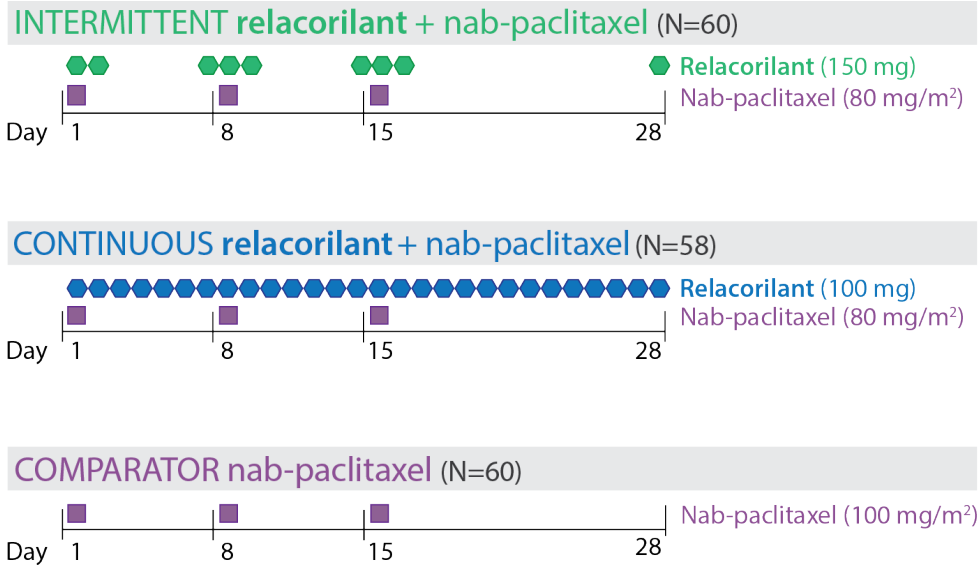 INTERMITTENT relacorilant + nab-paclitaxel (N=60)
Relacorilant (150 mg)
Nab-paclitaxel (80 mg/m²)
Day 1 8 15 28
CONTINUOUS relacorilant + nab-paclitaxel (N=58)
Relacorilant (100 mg)
Nab-paclitaxel (80 mg/m²)
Day 1 8 15 28
COMPARATOR nab-paclitaxel (N=60)
Nab-paclitaxel (100 mg/m²)
Day 1 8 15 28